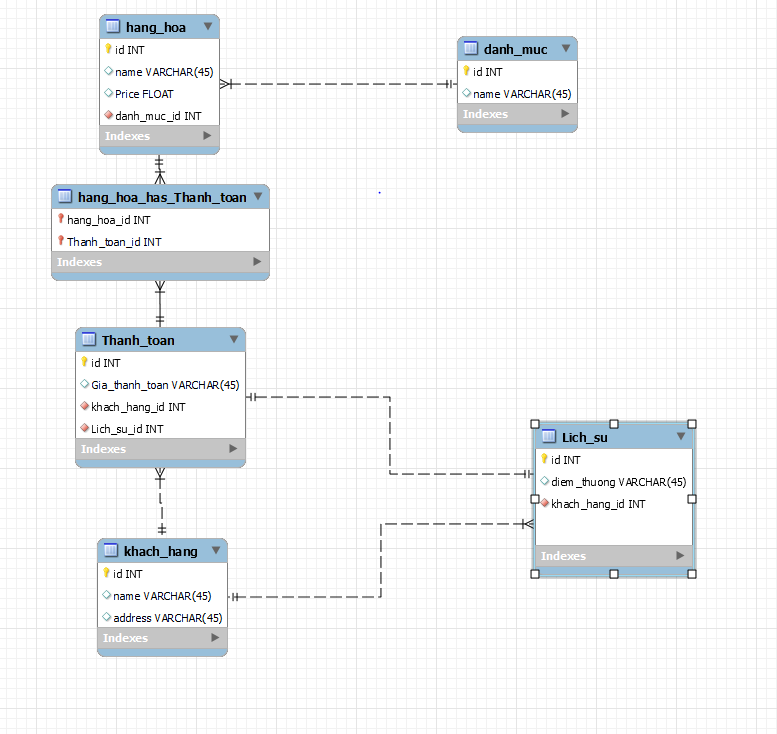 hang_hoa
id INT
name VARCHAR(45)
Price FLOAT
danh_muc_id INT
Indexes
danh_muc
id INT
name VARCHAR(45)
Indexes
hang_hoa_has_Thanh_toan
hang_hoa_id INT
Thanh_toan_id INT
Indexes
Thanh_toan
id INT
Gia_thanh_toan VARCHAR(45)
khach_hang_id INT
Lich_su_id INT
Indexes
Lich_su
id INT
diem_thuong VARCHAR(45)
khach_hang_id INT
Indexes
khach_hang
id INT
name VARCHAR(45)
address VARCHAR(45)
Indexes